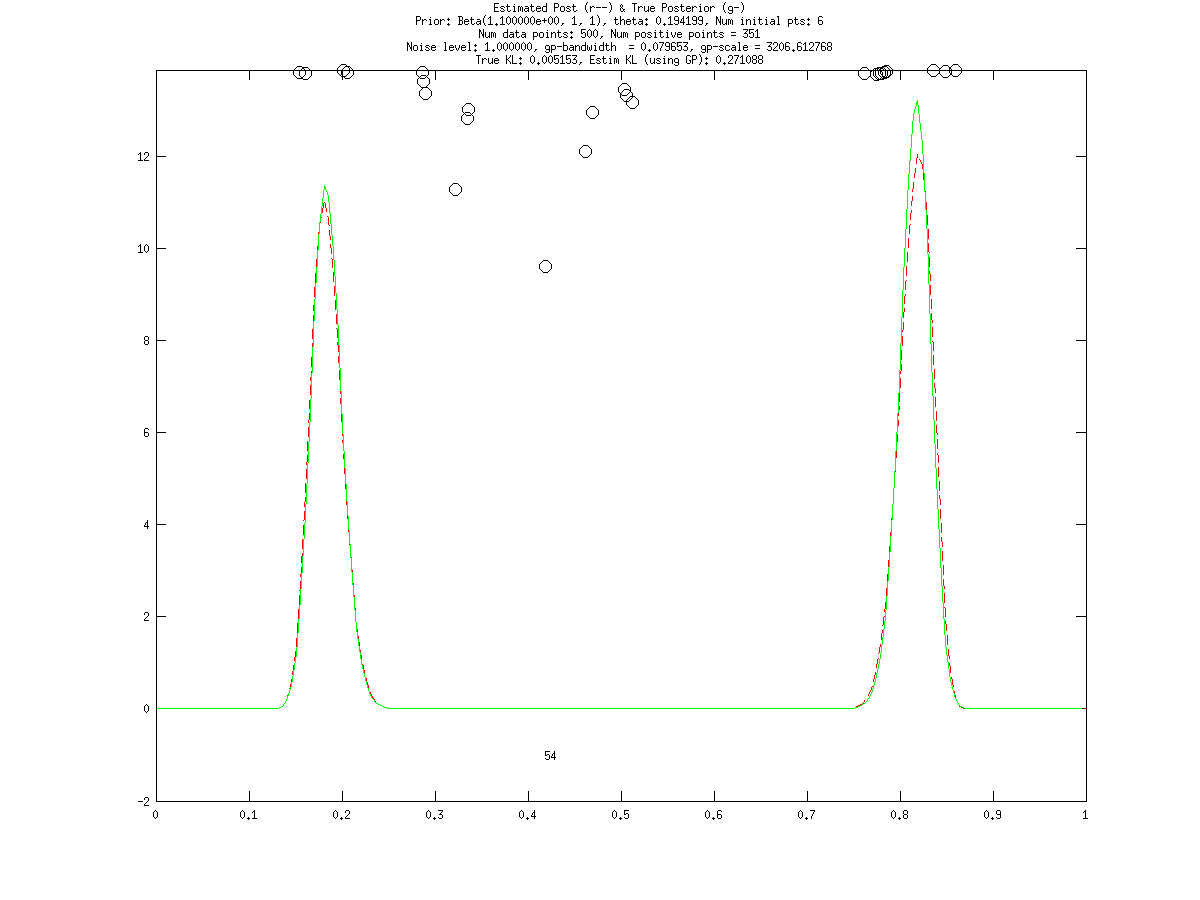 Estimated Post (r--) & True Posterior (g-)
Prior: Beta(1.100000e+00, 1, 1), theta: 0.194199, Num initial pts: 6
Num data points: 500, Num positive points = 351
Noise level: 1.000000, gp-bandwidth  = 0.079653, gp-scale = 3206.612768
True KL: 0.005153, Estim KL (using GP): 0.271088
12
10
8
6
4
2
0
54
-2
0 0.1 0.2 0.3 0.4 0.5 0.6 0.7 0.8 0.9 1